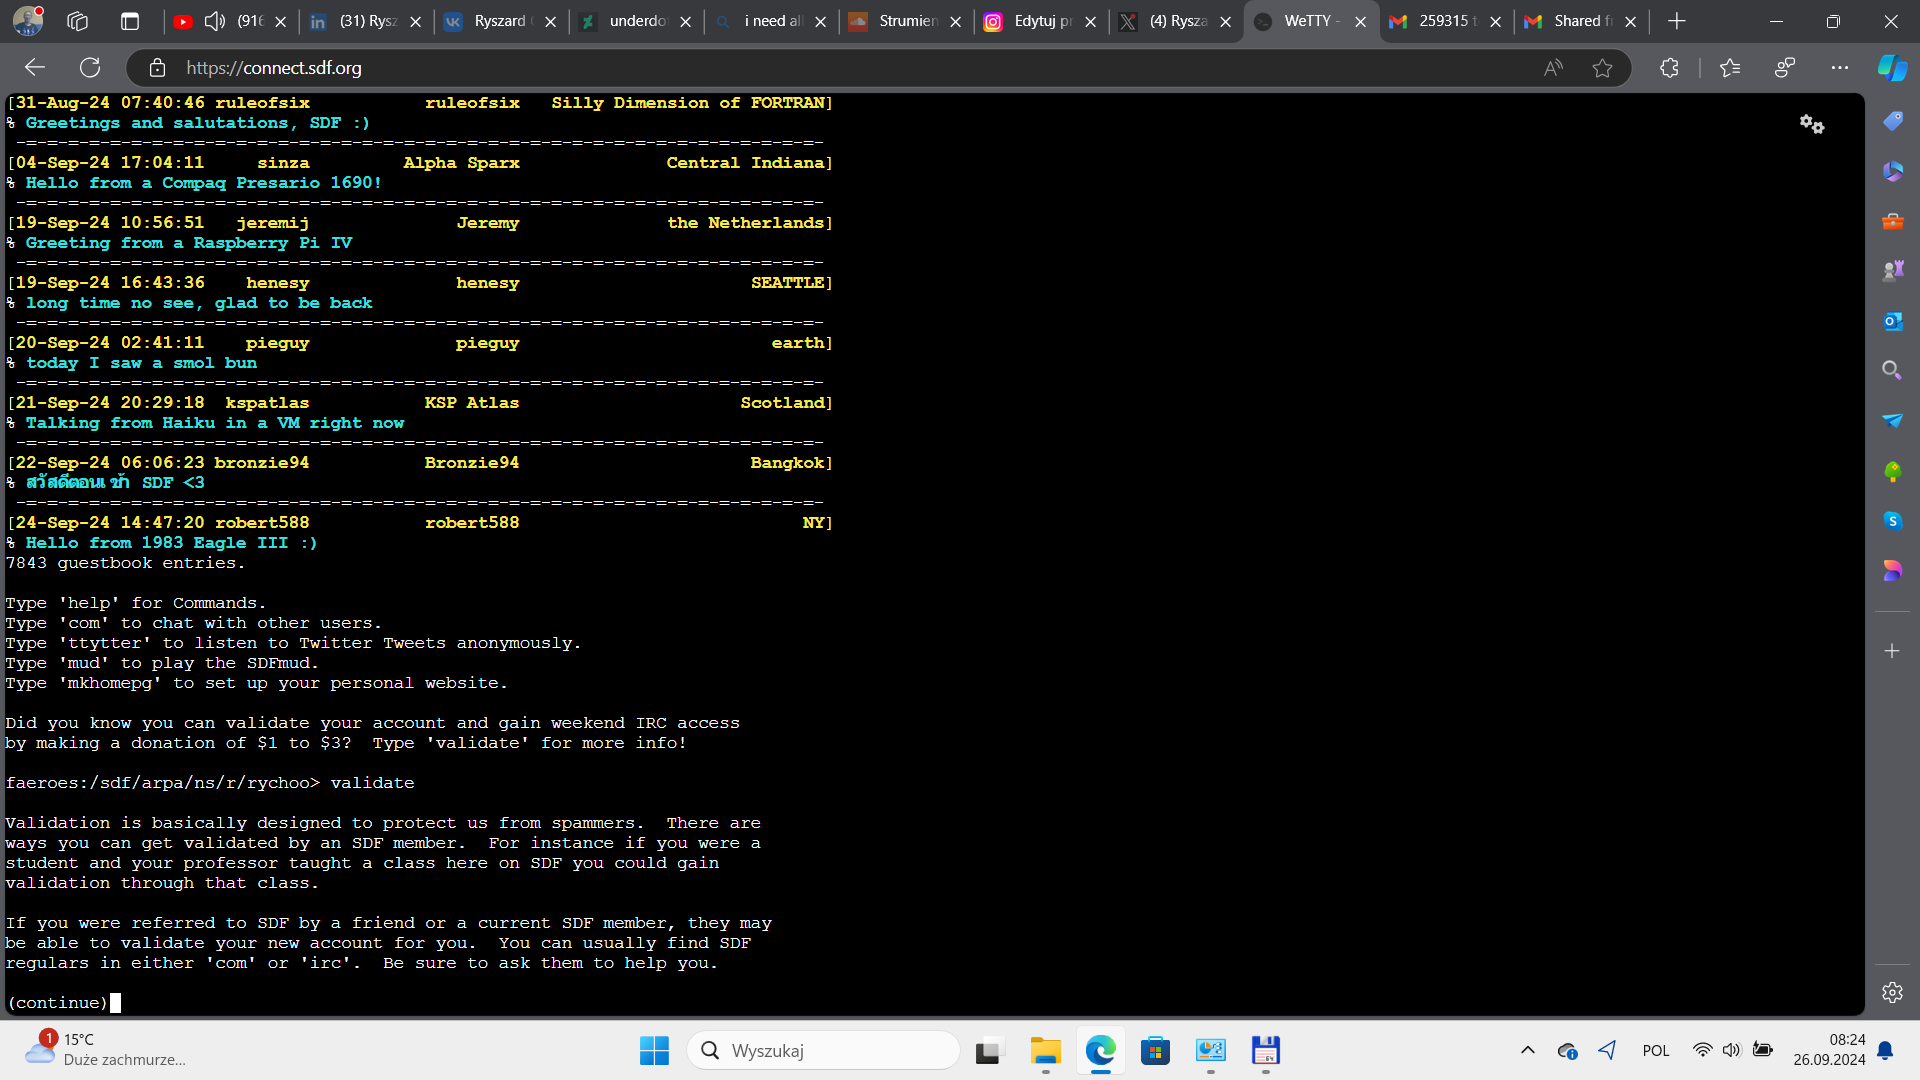 (916
(31) Rysz
Ryszard
underdo
i need all
Strumien
Edytuj pr
(4) Rysza
WeTTY -
259315 t
Shared f
https://connect.sdf.org
[31-Aug-24 07:40:46 ruleofsix ruleofsix Silly Dimension of FORTRAN]
% Greetings and salutations, SDF :)
-=-=-=-=-=-=-=-=-=-=-=-=-=-=-=-=-=-=-=-=-=-=-=-=-=-=-=-=-=-=-=-=-=-=-=-=-=-=-
[04-Sep-24 17:04:11 sinza Alpha Sparx Central Indiana]
% Hello from a Compaq Presario 1690!
-=-=-=-=-=-=-=-=-=-=-=-=-=-=-=-=-=-=-=-=-=-=-=-=-=-=-=-=-=-=-=-=-=-=-=-=-=-=-
[19-Sep-24 10:56:51 jeremij Jeremy the Netherlands]
% Greeting from a Raspberry Pi IV
-=-=-=-=-=-=-=-=-=-=-=-=-=-=-=-=-=-=-=-=-=-=-=-=-=-=-=-=-=-=-=-=-=-=-=-=-=-=-
[19-Sep-24 16:43:36 henesy henesy SEATTLE]
% long time no see, glad to be back
-=-=-=-=-=-=-=-=-=-=-=-=-=-=-=-=-=-=-=-=-=-=-=-=-=-=-=-=-=-=-=-=-=-=-=-=-=-=-
[20-Sep-24 02:41:11 pieguy pieguy earth]
% today I saw a smol bun
-=-=-=-=-=-=-=-=-=-=-=-=-=-=-=-=-=-=-=-=-=-=-=-=-=-=-=-=-=-=-=-=-=-=-=-=-=-=-
[21-Sep-24 20:29:18 kspatlas KSP Atlas Scotland]
% Talking from Haiku in a VM right now
-=-=-=-=-=-=-=-=-=-=-=-=-=-=-=-=-=-=-=-=-=-=-=-=-=-=-=-=-=-=-=-=-=-=-=-=-=-=-
[22-Sep-24 06:06:23 bronzie94 Bronzie94 Bangkok]
% สวัสดีตอนเช้า SDF <3
-=-=-=-=-=-=-=-=-=-=-=-=-=-=-=-=-=-=-=-=-=-=-=-=-=-=-=-=-=-=-=-=-=-=-=-=-=-=-
[24-Sep-24 14:47:20 robert588 robert588 NY]
% Hello from 1983 Eagle III :)
7843 guestbook entries.
Type 'help' for Commands.
Type 'com' to chat with other users.
Type 'ttytter' to listen to Twitter Tweets anonymously.
Type 'mud' to play the SDFmud.
Type 'mkhomepg' to set up your personal website.
Did you know you can validate your account and gain weekend IRC access
by making a donation of $1 to $3? Type 'validate' for more info!
faeroes:/sdf/arpa/ns/r/rychoo> validate
Validation is basically designed to protect us from spammers. There are
ways you can get validated by an SDF member. For instance if you were a
student and your professor taught a class here on SDF you could gain
validation through that class.
If you were referred to SDF by a friend or a current SDF member, they may
be able to validate your new account for you. You can usually find SDF
regulars in either 'com' or 'irc'. Be sure to ask them to help you.
(continue)
1
15°C
Duże zachmurze...
Wyszukaj
POL
08:24
26.09.2024